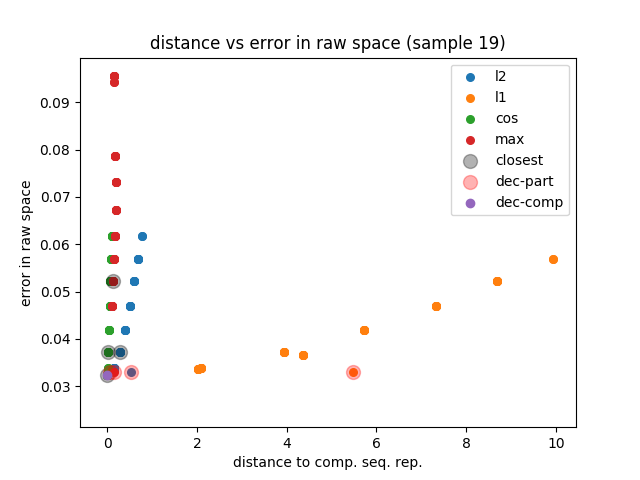 distance vs error in raw space (sample 19)
error in raw space
0.09
0.08
0.07
0.06
0.05
0.04
0.03
l2
l1
cos
max
closest
dec-part
dec-comp
0
2
4
6
8
10
distance to comp. seq. rep.